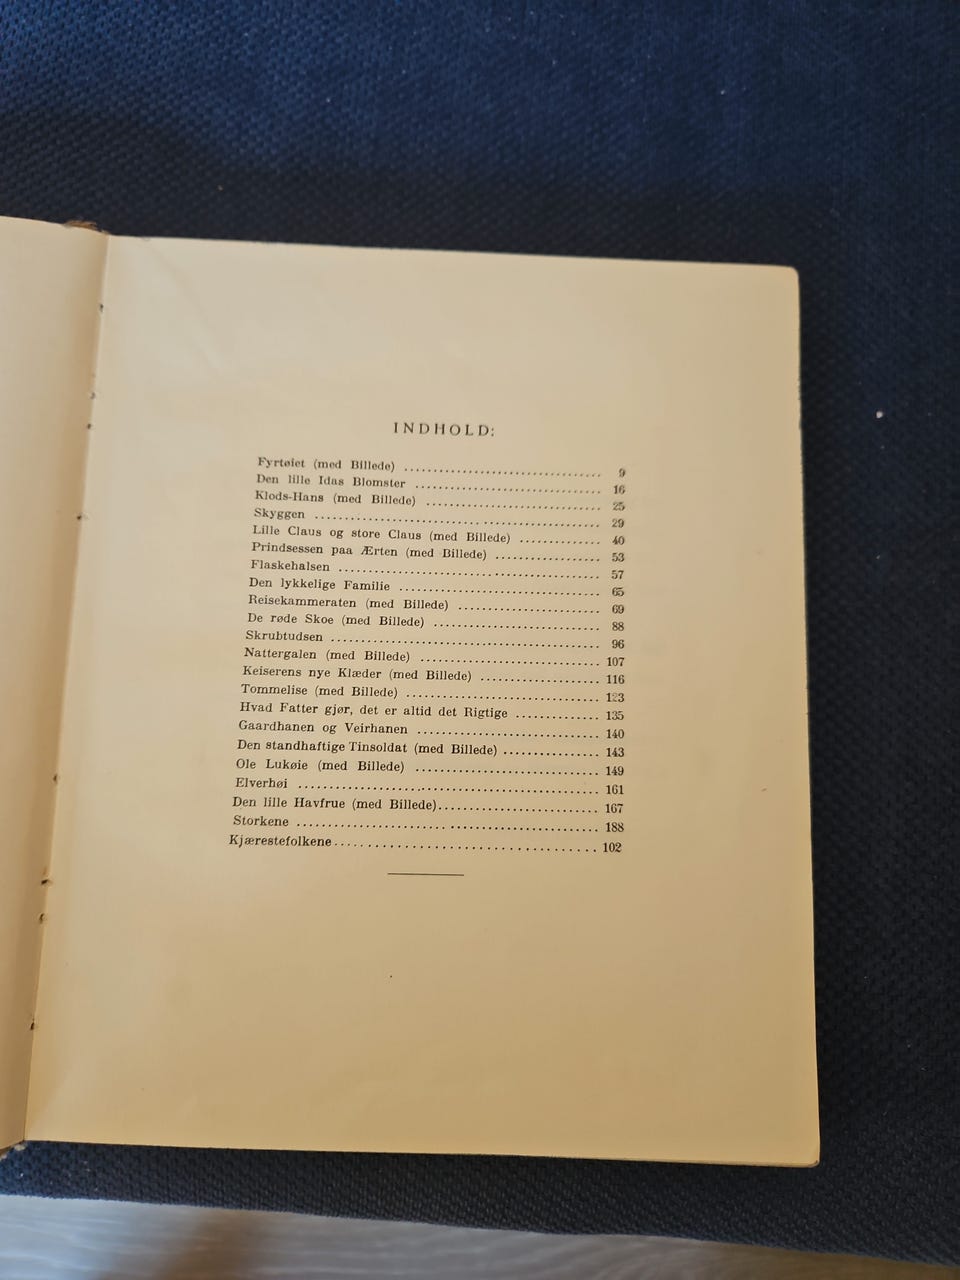 INDHOLD:
Fyrtøiet (med Billede) ........ 9
Den lille Idas Blomster ........ 16
Klods-Hans (med Billede) ........ 25
Skyggen ........ 29
Lille Claus og store Claus (med Billede) ........ 40
Prindsessen paa Ærten (med Billede) ........ 53
Flaskehalsen ........ 57
Den lykkelige Familie ........ 65
Reisekammeraten (med Billede) ........ 69
De røde Skoe (med Billede) ........ 88
Skrubtudsen ........ 96
Nattergalen (med Billede) ........ 107
Keiserens nye Klæder (med Billede) ........ 116
Tommelise (med Billede) ........ 123
Hvad Fatter gjør, det er altid det Rigtige ........ 135
Gaardhanen og Veirhanen ........ 140
Den standhaftige Tinsoldat (med Billede) ........ 143
Ole Lukøie (med Billede) ........ 149
Elverhøi ........ 161
Den lille Havfrue (med Billede) ........ 167
Storkene ........ 188
Kjærestefolkene ........ 102